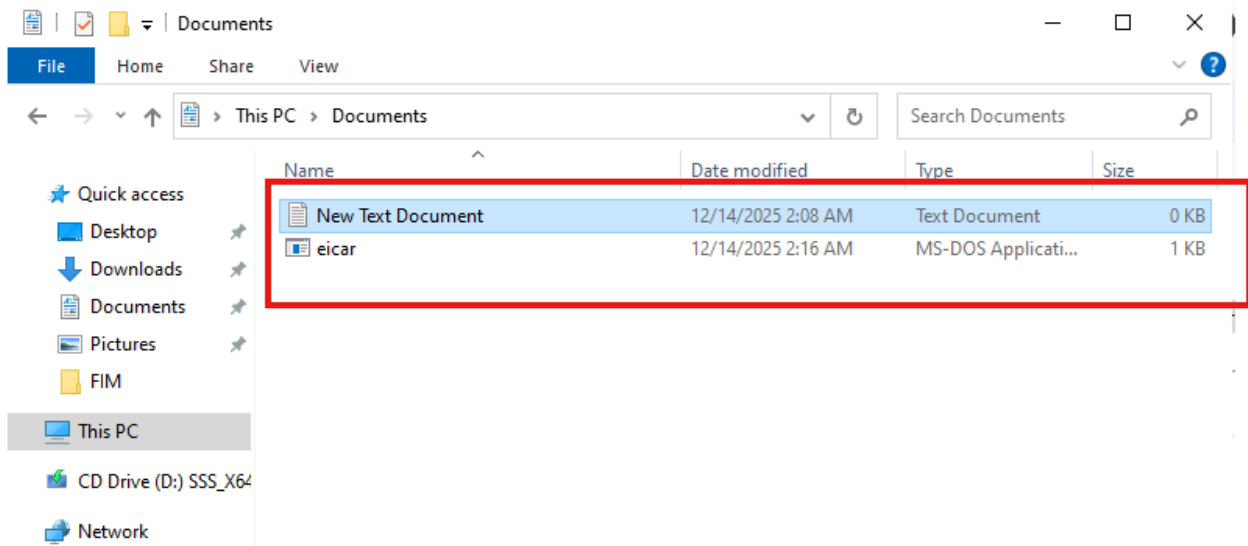 Documents
File Home Share View
This PC > Documents
Search Documents
Name Date modified Type Size
Quick access
New Text Document 12/14/2025 2:08 AM Text Document 0 KB
Desktop
eicar 12/14/2025 2:16 AM MS-DOS Applicati... 1 KB
Downloads
Documents
Pictures
FIM
This PC
CD Drive (D:) SSS_X64
Network